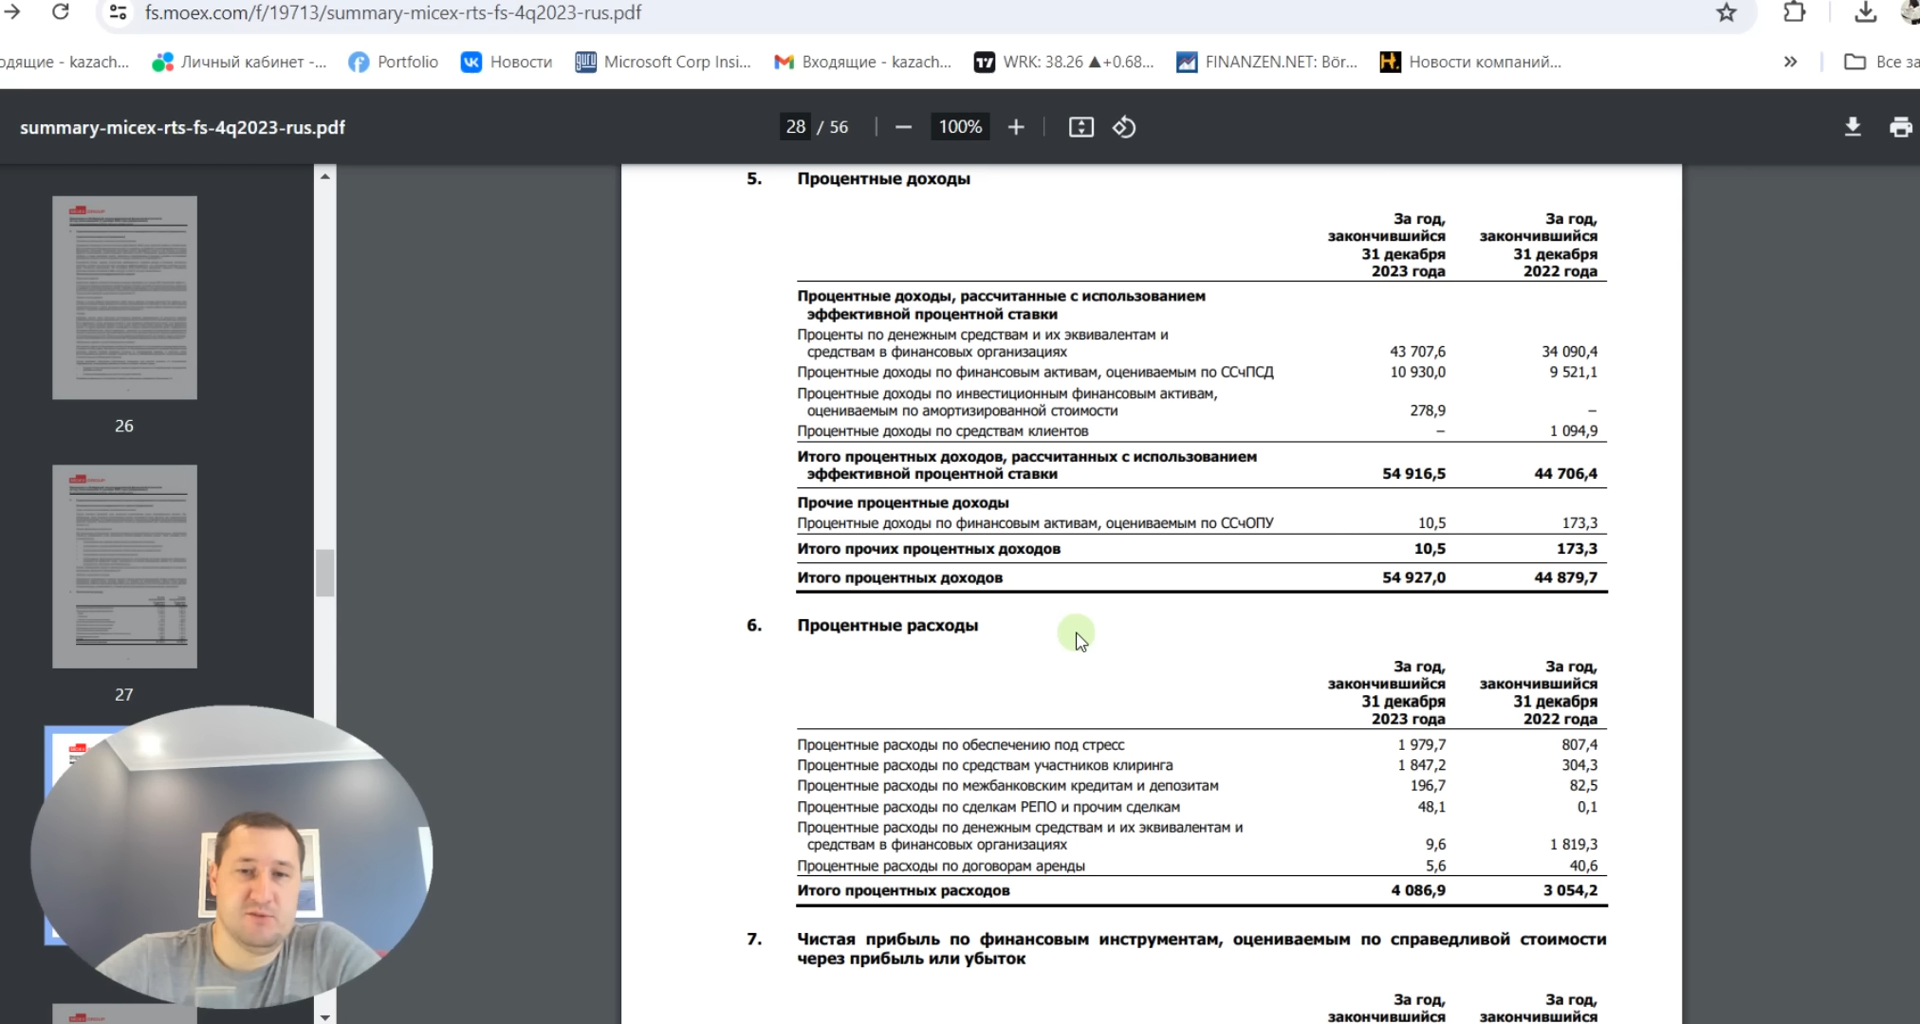 fs.moex.com/f/19713/summary-micex-rts-fs-4q2023-rus.pdf
одящие - kazach... Личный кабинет -... Portfolio Новости Microsoft Corp Insi... Входящие - kazach... WRK: 38.26 ▲+0.68... FINANZEN.NET: Bör... Новости компаний... » Все за
summary-micex-rts-fs-4q2023-rus.pdf 28 / 56 — 100% +
26
27
5. Процентные доходы
За год, За год,
закончившийся закончившийся
31 декабря 31 декабря
2023 года 2022 года
Процентные доходы, рассчитанные с использованием
эффективной процентной ставки
Проценты по денежным средствам и их эквивалентам и
средствам в финансовых организациях 43 707,6 34 090,4
Процентные доходы по финансовым активам, оцениваемым по ССчПСД 10 930,0 9 521,1
Процентные доходы по инвестиционным финансовым активам,
оцениваемым по амортизированной стоимости 278,9 –
Процентные доходы по средствам клиентов – 1 094,9
Итого процентных доходов, рассчитанных с использованием
эффективной процентной ставки 54 916,5 44 706,4
Прочие процентные доходы
Процентные доходы по финансовым активам, оцениваемым по ССчОПУ 10,5 173,3
Итого прочих процентных доходов 10,5 173,3
Итого процентных доходов 54 927,0 44 879,7
6. Процентные расходы
За год, За год,
закончившийся закончившийся
31 декабря 31 декабря
2023 года 2022 года
Процентные расходы по обеспечению под стресс 1 979,7 807,4
Процентные расходы по средствам участников клиринга 1 847,2 304,3
Процентные расходы по межбанковским кредитам и депозитам 196,7 82,5
Процентные расходы по сделкам РЕПО и прочим сделкам 48,1 0,1
Процентные расходы по денежным средствам и их эквивалентам и
средствам в финансовых организациях 9,6 1 819,3
Процентные расходы по договорам аренды 5,6 40,6
Итого процентных расходов 4 086,9 3 054,2
7. Чистая прибыль по финансовым инструментам, оцениваемым по справедливой стоимости
через прибыль или убыток
За год, За год,
закончившийся закончившийся